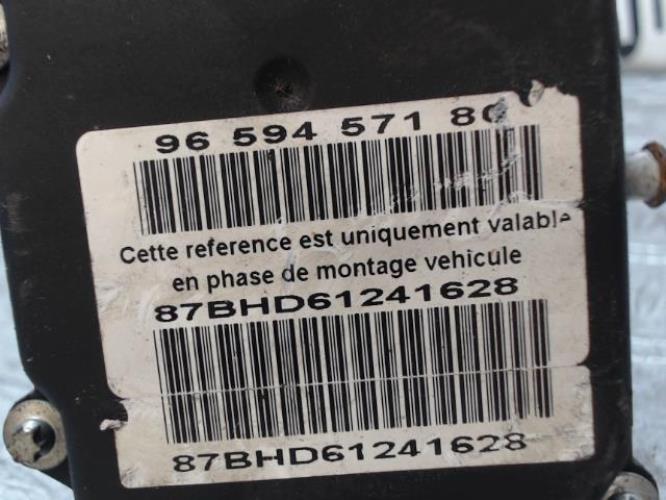 96 594 571 80
Cette reference est uniquement valable
en phase de montage vehicule
87BHD61241628
87BHD61241628